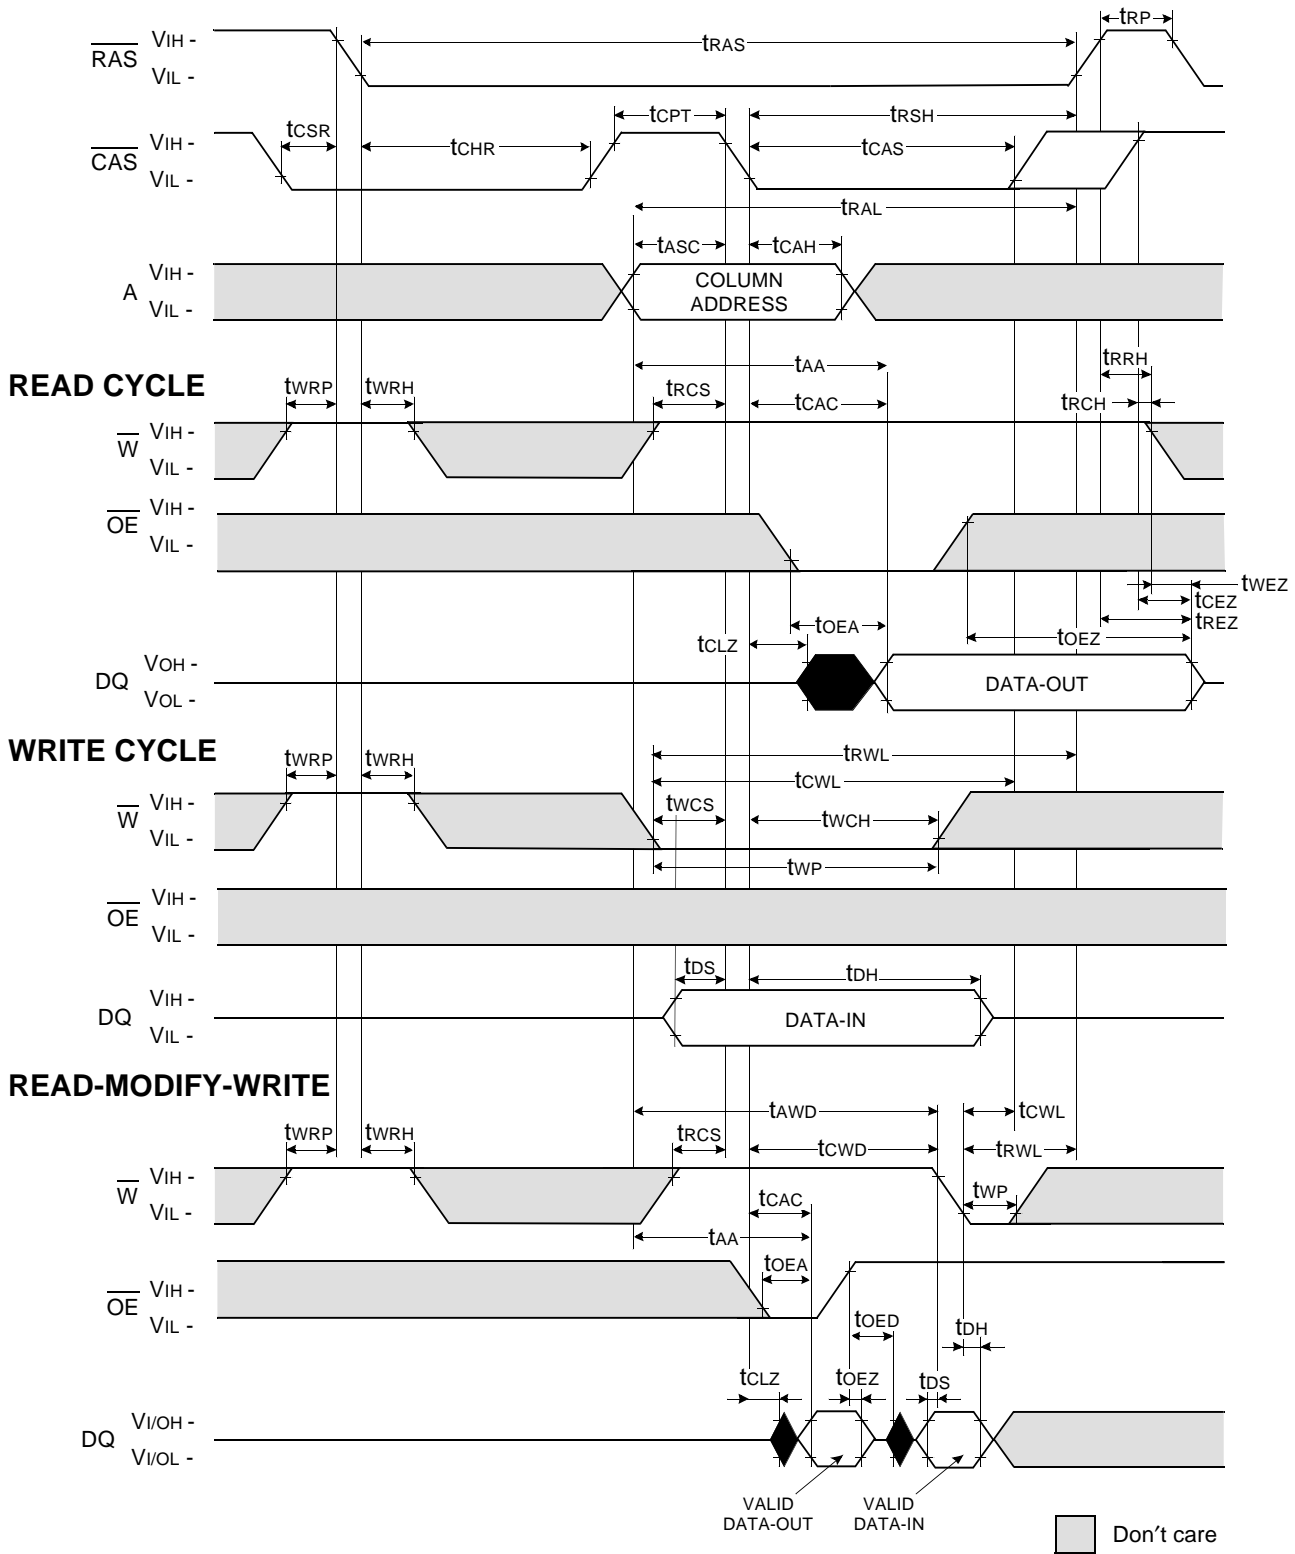 tRP
RAS
VIH -
VIL -
tRAS
tCPT
tRSH
tCSR
CAS
VIH -
VIL -
tCHR
tCAS
tRAL
tASC
tCAH
A
VIH -
VIL -
COLUMN
ADDRESS
tAA
tRRH
READ CYCLE
tWRP
tWRH
tRCS
tCAC
tRCH
W
VIH -
VIL -
OE
VIH -
VIL -
tWEZ
tCEZ
tREZ
tOEA
tOEZ
tCLZ
DQ
VOH -
VOL -
DATA-OUT
WRITE CYCLE
tWRP
tWRH
tRWL
tCWL
tWCS
tWCH
W
VIH -
VIL -
tWP
OE
VIH -
VIL -
tDS
tDH
DQ
VIH -
VIL -
DATA-IN
READ-MODIFY-WRITE
tAWD
tCWL
tWRP
tWRH
tRCS
tCWD
tRWL
W
VIH -
VIL -
tWP
tCAC
tAA
tOEA
OE
VIH -
VIL -
tOED
tDH
tCLZ
tOEZ
tDS
DQ
VI/OH -
VI/OL -
VALID
DATA-OUT
VALID
DATA-IN
Don't care